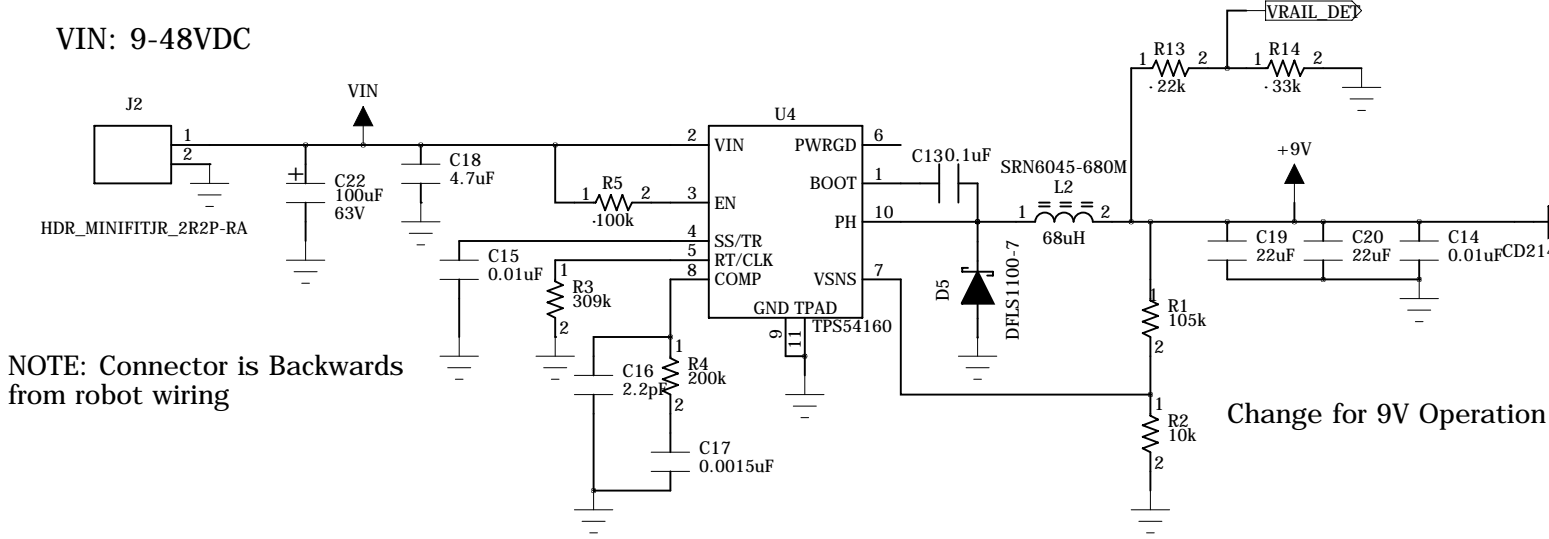 VIN: 9-48VDC
VRAIL_DET
R13
R14
1
2
1
2
22k
33k
J2
VIN
U4
1
2
HDR_MINIFITJR_2R2P-RA
C22
100uF
63V
C18
4.7uF
R5
1
2
100k
2
VIN
3
EN
4
SS/TR
5
RT/CLK
8
COMP
PWRGD
6
BOOT
1
PH
10
VSNS
7
GND TPAD
9
11
TPS54160
C13
0.1uF
SRN6045-680M
L2
1
2
68uH
+9V
C15
0.01uF
1
R3
309k
2
D5
DFLS1100-7
C19
22uF
C20
22uF
C14
0.01uF
CD214
1
R1
105k
2
NOTE: Connector is Backwards
from robot wiring
C16
2.2pF
1
R4
200k
2
C17
0.0015uF
1
R2
10k
2
Change for 9V Operation